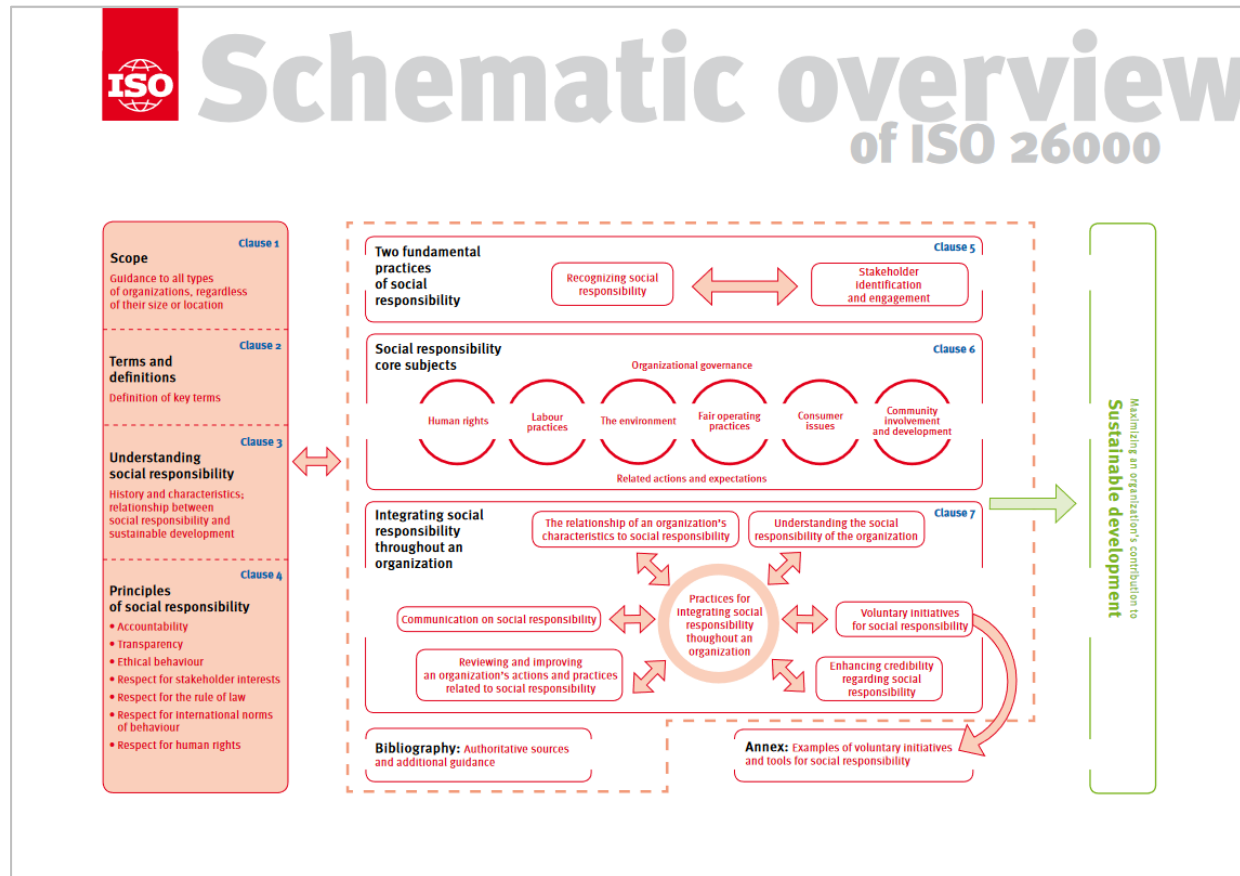 ISO
Schematic overview
of ISO 26000
Clause 1
Scope
Guidance to all types
of organizations, regardless
of their size or location
Clause 2
Terms and
definitions
Definition of key terms
Clause 3
Understanding
social responsibility
History and characteristics;
relationship between
social responsibility and
sustainable development
Clause 4
Principles
of social responsibility
• Accountability
• Transparency
• Ethical behaviour
• Respect for stakeholder interests
• Respect for the rule of law
• Respect for international norms
of behaviour
• Respect for human rights
Two fundamental
practices
of social
responsibility
Clause 5
Recognizing social
responsibility
Stakeholder
identification
and engagement
Social responsibility
core subjects
Clause 6
Organizational governance
Human rights
Labour
practices
The environment
Fair operating
practices
Consumer
issues
Community
involvement
and development
Related actions and expectations
Integrating social
responsibility
throughout an
organization
Clause 7
The relationship of an organization's
characteristics to social responsibility
Understanding the social
responsibility of the organization
Practices for
integrating social
responsibility
thoughout an
organization
Communication on social responsibility
Voluntary initiatives
for social responsibility
Reviewing and improving
an organization's actions and practices
related to social responsibility
Enhancing credibility
regarding social
responsibility
Bibliography: Authoritative sources
and additional guidance
Annex: Examples of voluntary initiatives
and tools for social responsibility
Maximizing an organization's contribution to
Sustainable development